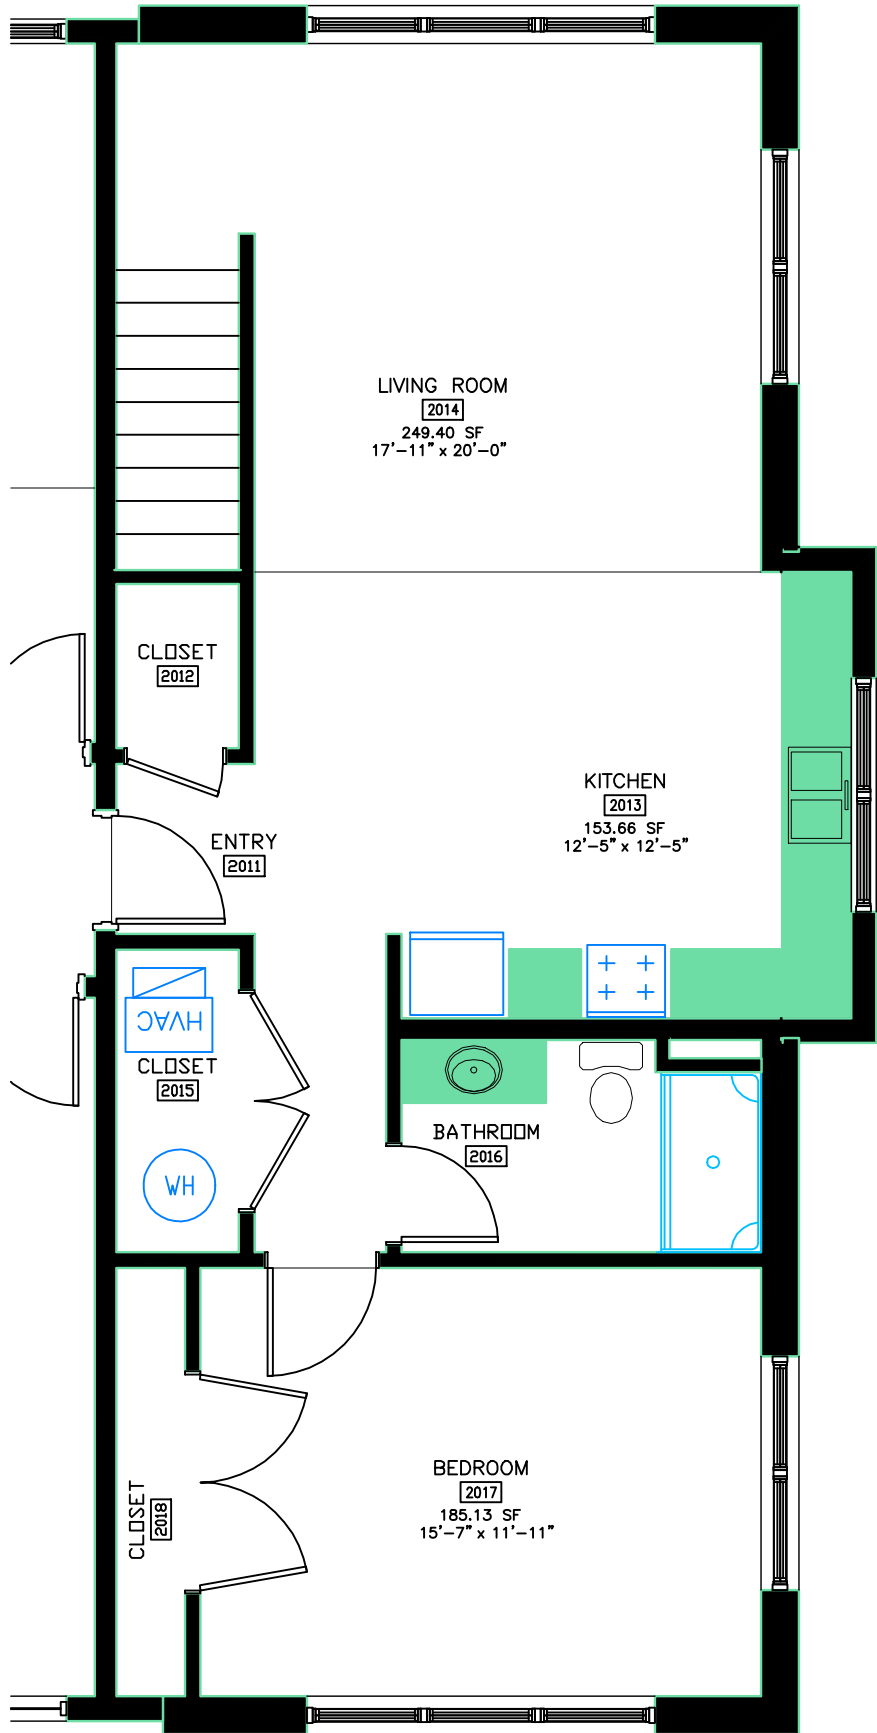 LIVING ROOM
2014
249.40 SF
17'-11" x 20'-0"
CLOSET
2012
KITCHEN
2013
153.66 SF
12'-5" x 12'-5"
ENTRY
2011
HVAC
CLOSET
2015
WH
BATHROOM
2016
BEDROOM
2017
185.13 SF
15'-7" x 11'-11"
CLOSET
2018